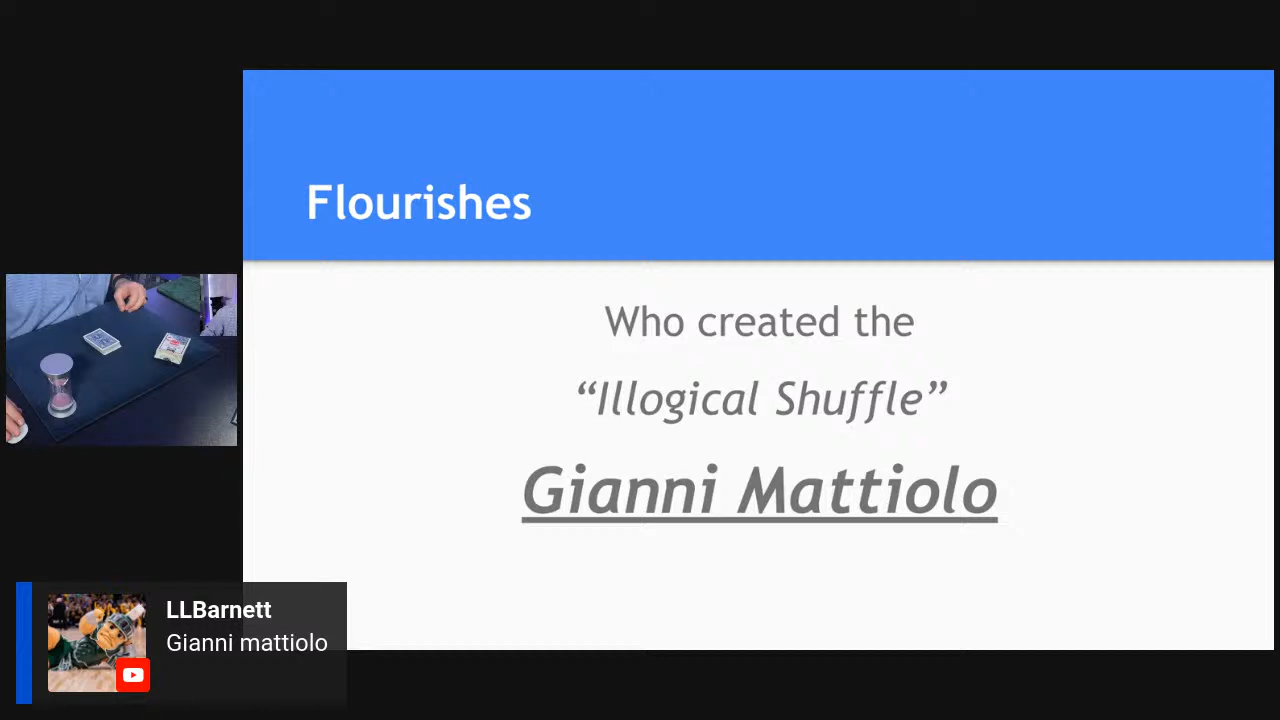 Flourishes
Who created the
“Illogical Shuffle”
Gianni Mattiolo
LLBarnett
Gianni mattiolo